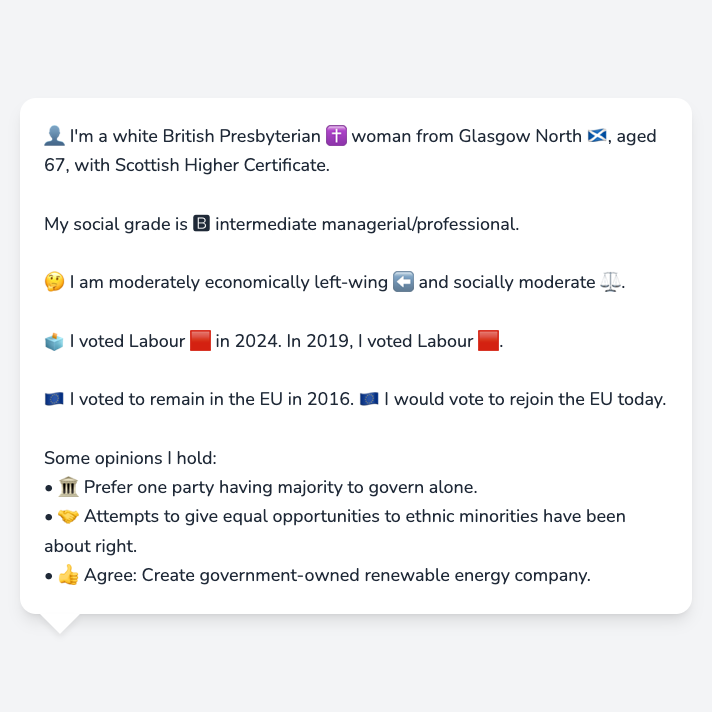 👤 I'm a white British Presbyterian ✝️ woman from Glasgow North 🏴󠁧󠁢󠁳󠁣󠁴󠁿, aged
67, with Scottish Higher Certificate.
My social grade is 🅱 intermediate managerial/professional.
🤔 I am moderately economically left-wing ⬅️ and socially moderate ⚖️.
🗳️ I voted Labour 🟥 in 2024. In 2019, I voted Labour 🟥.
🇪🇺 I voted to remain in the EU in 2016. 🇪🇺 I would vote to rejoin the EU today.
Some opinions I hold:
• 🏛️ Prefer one party having majority to govern alone.
• 🤝 Attempts to give equal opportunities to ethnic minorities have been
about right.
• 👍 Agree: Create government-owned renewable energy company.